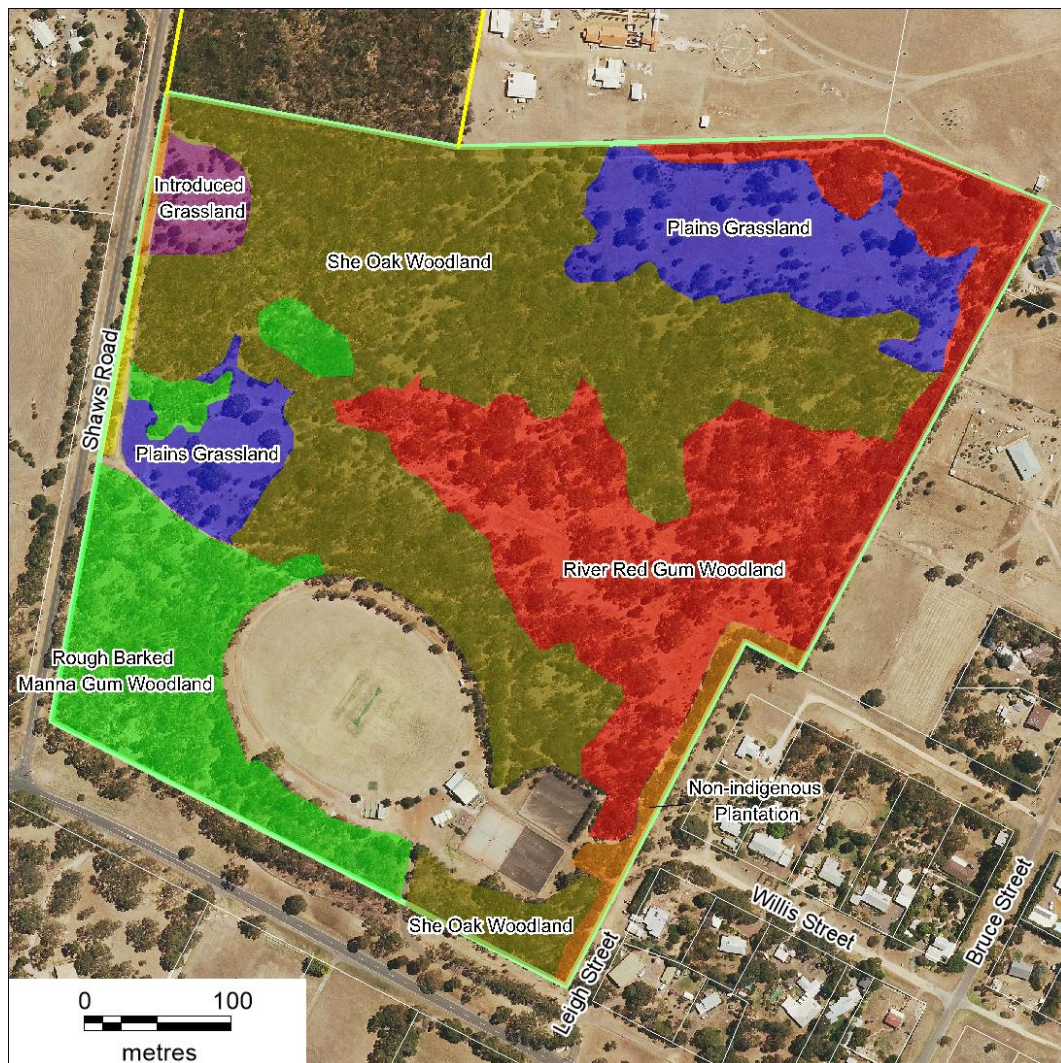 Introduced
Grassland
Plains Grassland
She Oak Woodland
Shaws Road
Plains Grassland
River Red Gum Woodland
Rough Barked
Manna Gum Woodland
Non-indigenous
Plantation
She Oak Woodland
Willis Street
Bruce Street
Leigh Street
0 100
metres